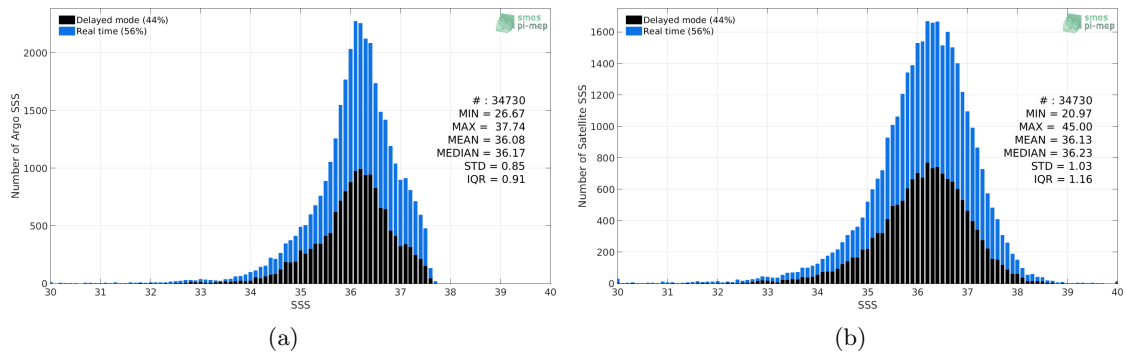 Delayed mode (44%)
Real time (56%)
smos
pi-mep
Number of Argo SSS
2000
1500
1000
500
0
# : 34730
MIN = 26.67
MAX = 37.74
MEAN = 36.08
MEDIAN = 36.17
STD = 0.85
IQR = 0.91
30 31 32 33 34 35 36 37 38 39 40
SSS
(a)
Delayed mode (44%)
Real time (56%)
smos
pi-mep
Number of Satellite SSS
1600
1400
1200
1000
800
600
400
200
0
# : 34730
MIN = 20.97
MAX = 45.00
MEAN = 36.13
MEDIAN = 36.23
STD = 1.03
IQR = 1.16
30 31 32 33 34 35 36 37 38 39 40
SSS
(b)